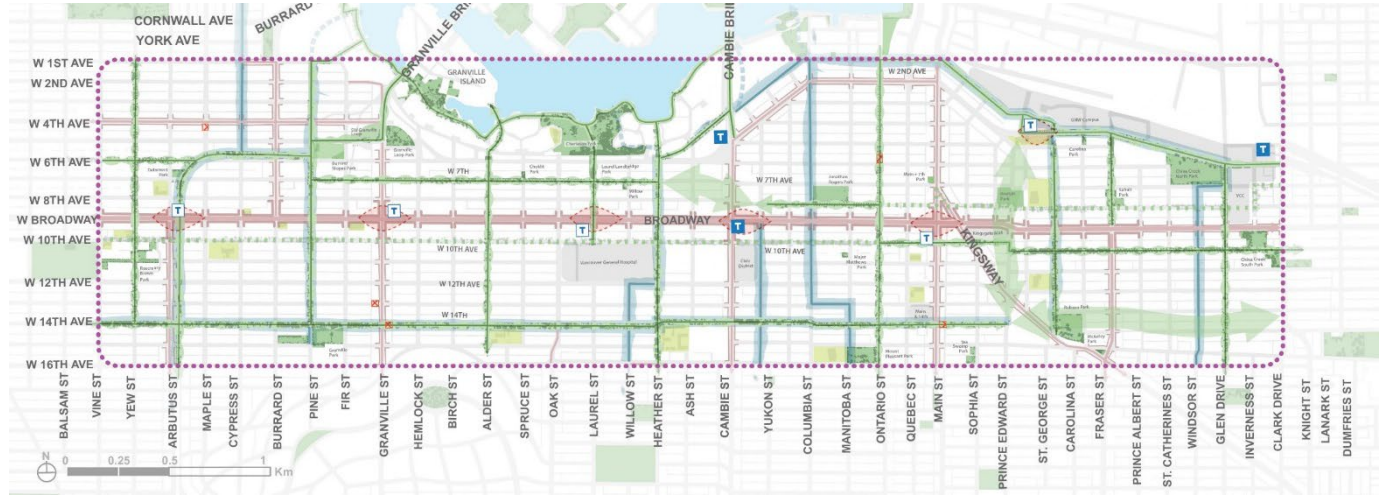 CORNWALL AVE
YORK AVE
BURRARD
GRANVILLE BRI
CAMBIE BRI
W 1ST AVE
W 2ND AVE
W 4TH AVE
W 6TH AVE
W 8TH AVE
W BROADWAY
W 10TH AVE
W 12TH AVE
W 14TH AVE
W 16TH AVE
GRANVILLE
ISLAND
W 2ND AVE
W 7TH
W 7TH AVE
BROADWAY
KINGSWAY
W 10TH AVE
W 10TH AVE
W 12TH AVE
W 14TH
Vancouver General Hospital
VCC
T
T
T
T
T
T
T
T
BALSAM ST
VINE ST
YEW ST
ARBUTUS ST
MAPLE ST
CYPRESS ST
BURRARD ST
PINE ST
FIR ST
GRANVILLE ST
HEMLOCK ST
BIRCH ST
ALDER ST
SPRUCE ST
OAK ST
LAUREL ST
WILLOW ST
HEATHER ST
ASH ST
CAMBIE ST
YUKON ST
COLUMBIA ST
MANITOBA ST
ONTARIO ST
QUEBEC ST
MAIN ST
SOPHIA ST
PRINCE EDWARD ST
ST. GEORGE ST
CAROLINA ST
FRASER ST
PRINCE ALBERT ST
ST. CATHERINES ST
WINDSOR ST
GLEN DRIVE
INVERNESS ST
CLARK DRIVE
KNIGHT ST
LANARK ST
DUMFRIES ST
N
0 0.25 0.5 1
Km